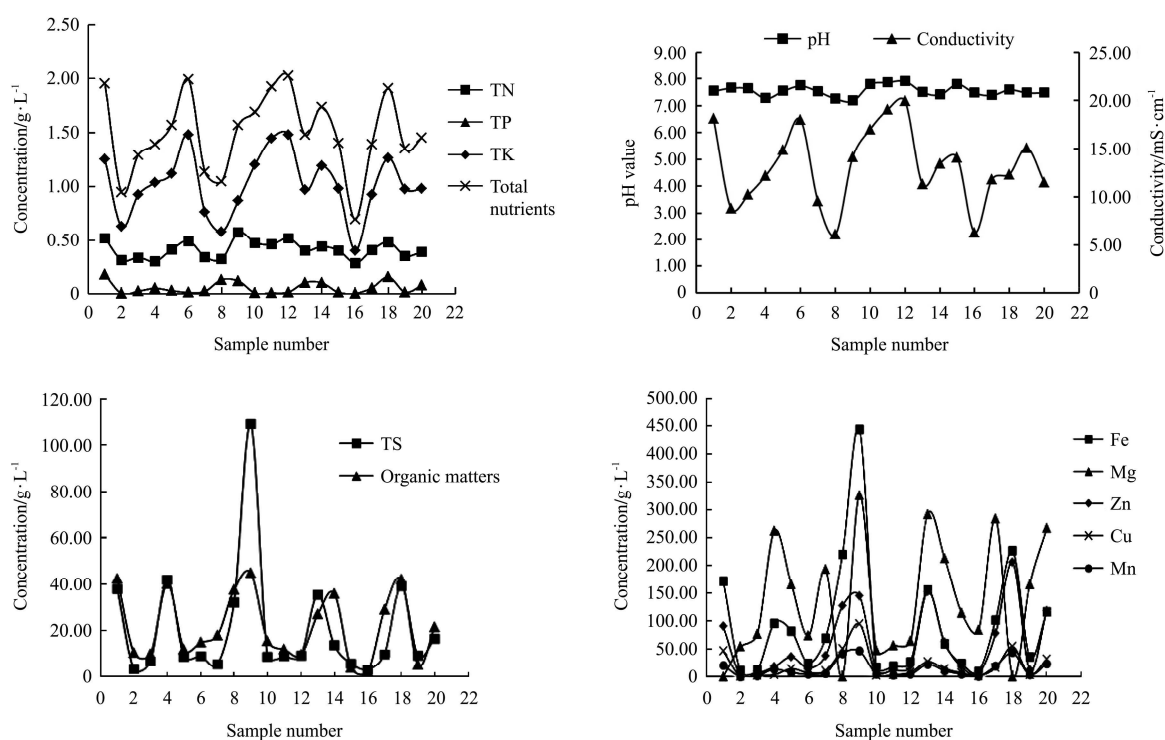 2.50
2.00
1.50
1.00
0.50
0
0 2 4 6 8 10 12 14 16 18 20 22
Concentration/g·L⁻¹
Sample number
TN
TP
TK
Total
nutrients
pH
Conductivity
9.00
8.00
7.00
6.00
5.00
4.00
3.00
2.00
1.00
0
25.00
20.00
15.00
10.00
5.00
0
0 2 4 6 8 10 12 14 16 18 20 22
pH value
Conductivity/mS·cm⁻¹
Sample number
120.00
100.00
80.00
60.00
40.00
20.00
0
0 2 4 6 8 10 12 14 16 18 20 22
Concentration/g·L⁻¹
Sample number
TS
Organic matters
500.00
450.00
400.00
350.00
300.00
250.00
200.00
150.00
100.00
50.00
0
0 2 4 6 8 10 12 14 16 18 20 22
Concentration/g·L⁻¹
Sample number
Fe
Mg
Zn
Cu
Mn